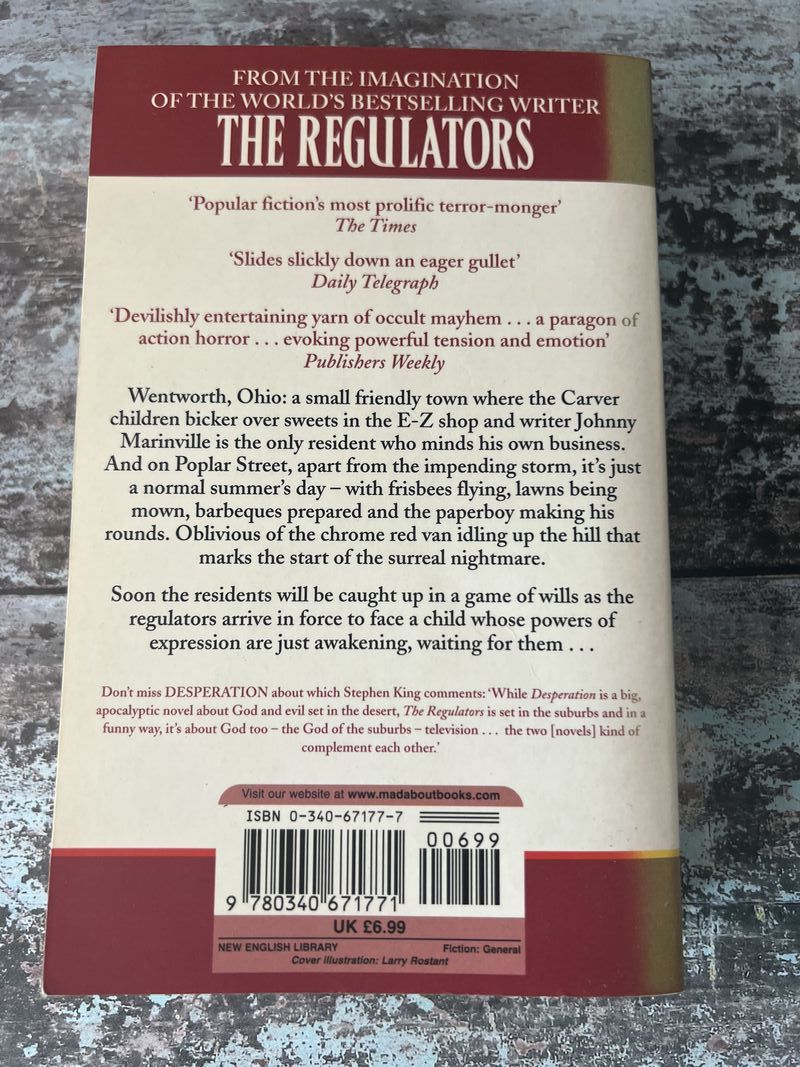 FROM THE IMAGINATION
OF THE WORLD'S BESTSELLING WRITER
THE REGULATORS
'Popular fiction's most prolific terror-monger'
The Times
'Slides slickly down an eager gullet'
Daily Telegraph
'Devilishly entertaining yarn of occult mayhem . . . a paragon of
action horror . . . evoking powerful tension and emotion'
Publishers Weekly
Wentworth, Ohio: a small friendly town where the Carver
children bicker over sweets in the E-Z shop and writer Johnny
Marinville is the only resident who minds his own business.
And on Poplar Street, apart from the impending storm, it's just
a normal summer's day – with frisbees flying, lawns being
mown, barbeques prepared and the paperboy making his
rounds. Oblivious of the chrome red van idling up the hill that
marks the start of the surreal nightmare.
Soon the residents will be caught up in a game of wills as the
regulators arrive in force to face a child whose powers of
expression are just awakening, waiting for them . . .
Don't miss DESPERATION about which Stephen King comments: 'While Desperation is a big,
apocalyptic novel about God and evil set in the desert, The Regulators is set in the suburbs and in a
funny way, it's about God too – the God of the suburbs – television . . . the two [novels] kind of
complement each other.'
Visit our website at www.madaboutbooks.com
ISBN 0-340-67177-7
00699
9 780340 671771
UK £6.99
NEW ENGLISH LIBRARY Fiction: General
Cover illustration: Larry Rostant